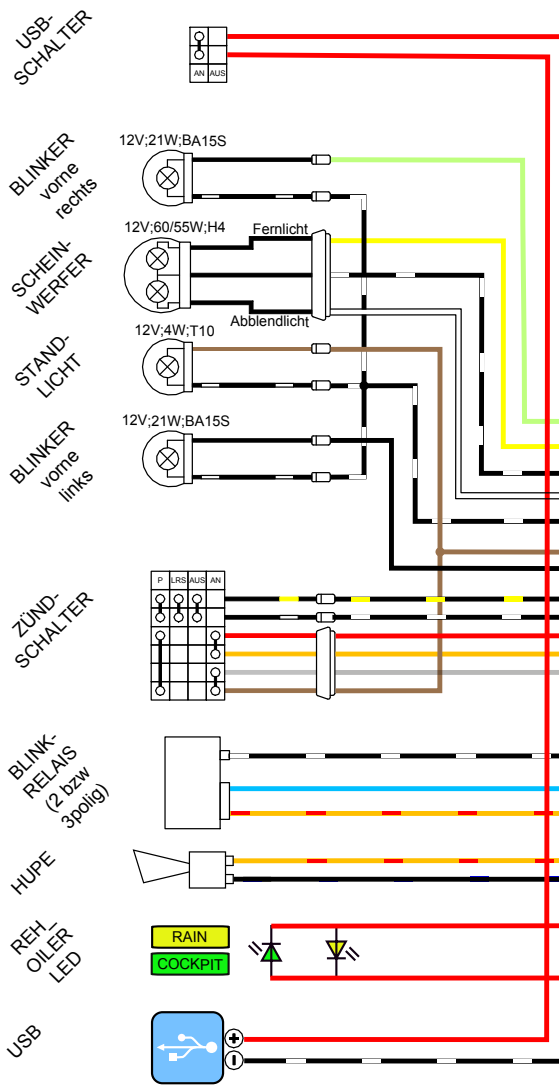 USB-
SCHALTER
AN AUS
BLINKER
vorne
rechts
12V;21W;BA15S
SCHEIN-
WERFER
12V;60/55W;H4
Fernlicht
Abblendlicht
STAND-
LICHT
12V;4W;T10
BLINKER
vorne
links
12V;21W;BA15S
ZÜND-
SCHALTER
P LRS AUS AN
BLINK-
RELAIS
(2 bzw
3polig)
HUPE
REH_
OILER
LED
RAIN
COCKPIT
USB
+
−